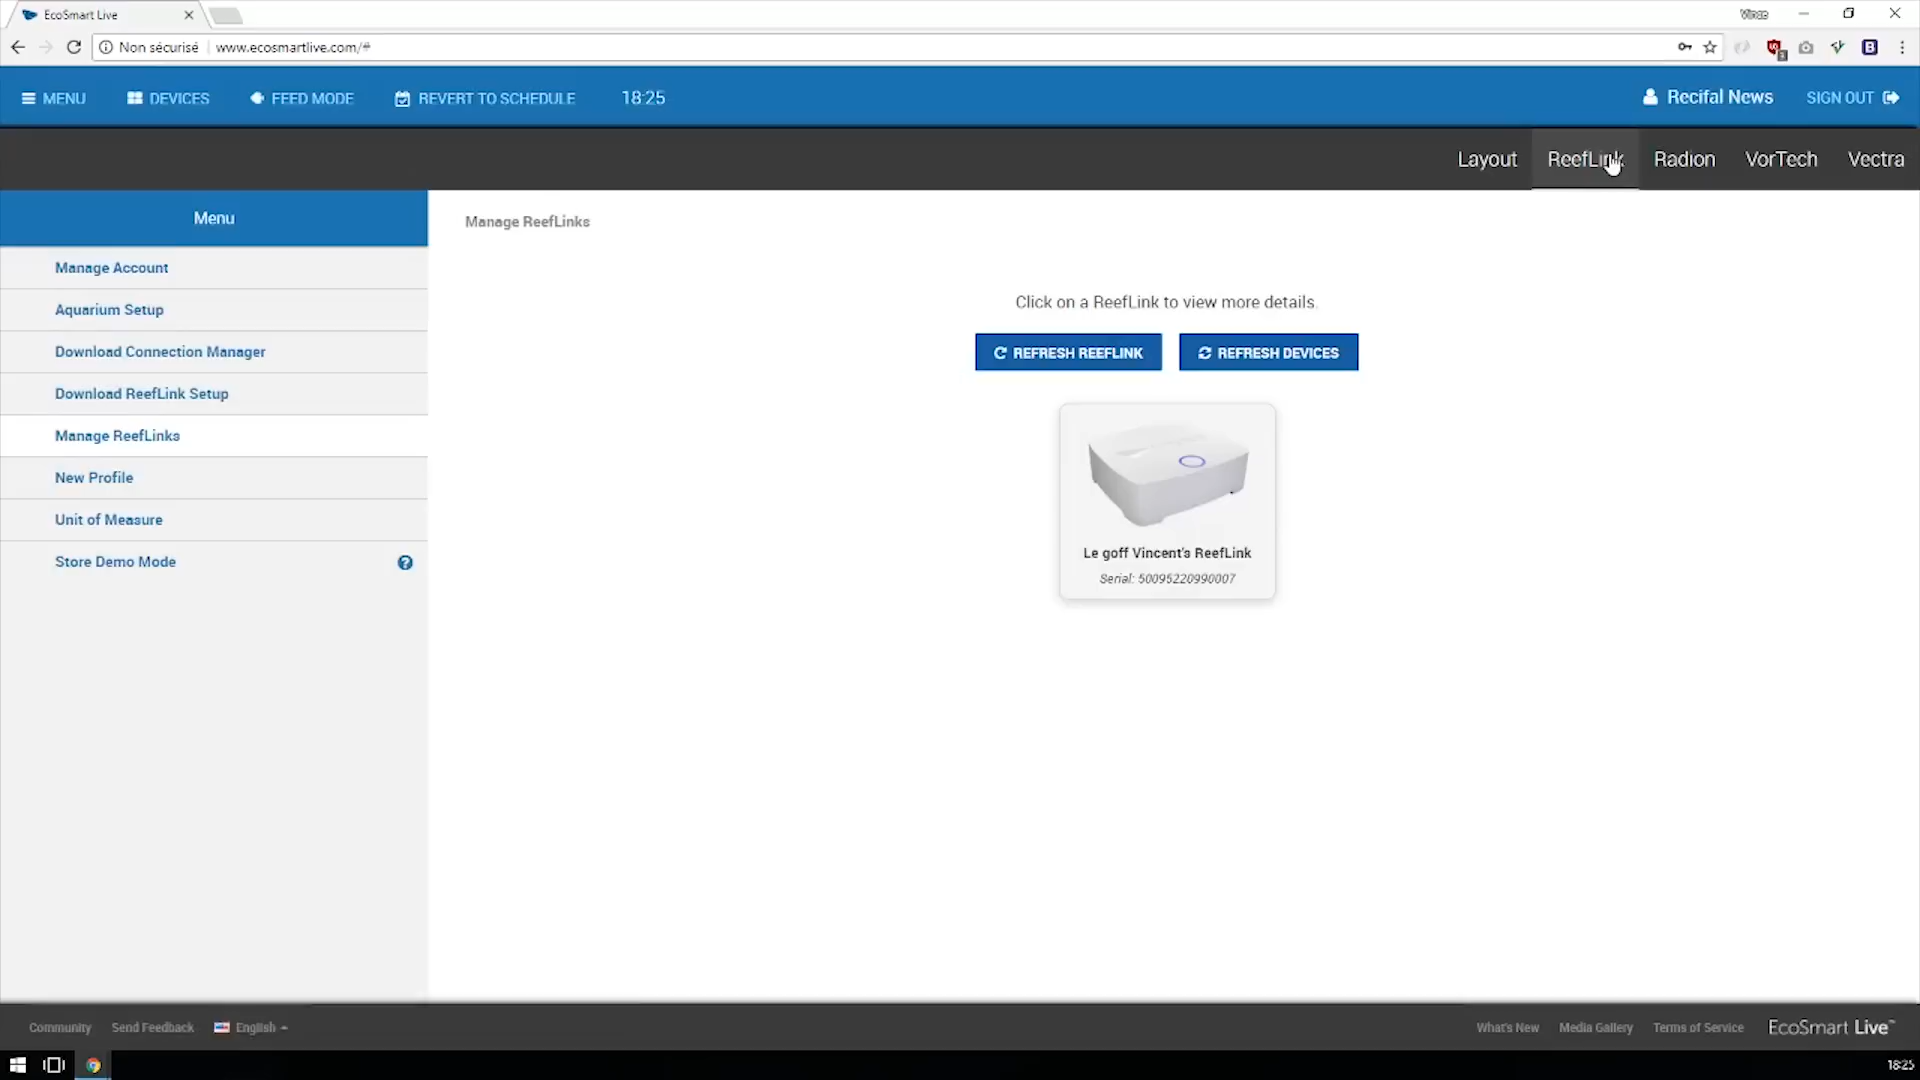 EcoSmart Live
Vince
Non sécurisé www.ecosmartlive.com/#
MENU DEVICES FEED MODE REVERT TO SCHEDULE 18:25 Recifal News SIGN OUT
Layout ReefLink Radion VorTech Vectra
Menu
Manage ReefLinks
Manage Account
Aquarium Setup
Download Connection Manager
Download ReefLink Setup
Manage ReefLinks
New Profile
Unit of Measure
Store Demo Mode ?
Click on a ReefLink to view more details.
REFRESH REEFLINK REFRESH DEVICES
Le goff Vincent's ReefLink
Serial: 50095220990007
Community Send Feedback English What's New Media Gallery Terms of Service EcoSmart Live™
18:25